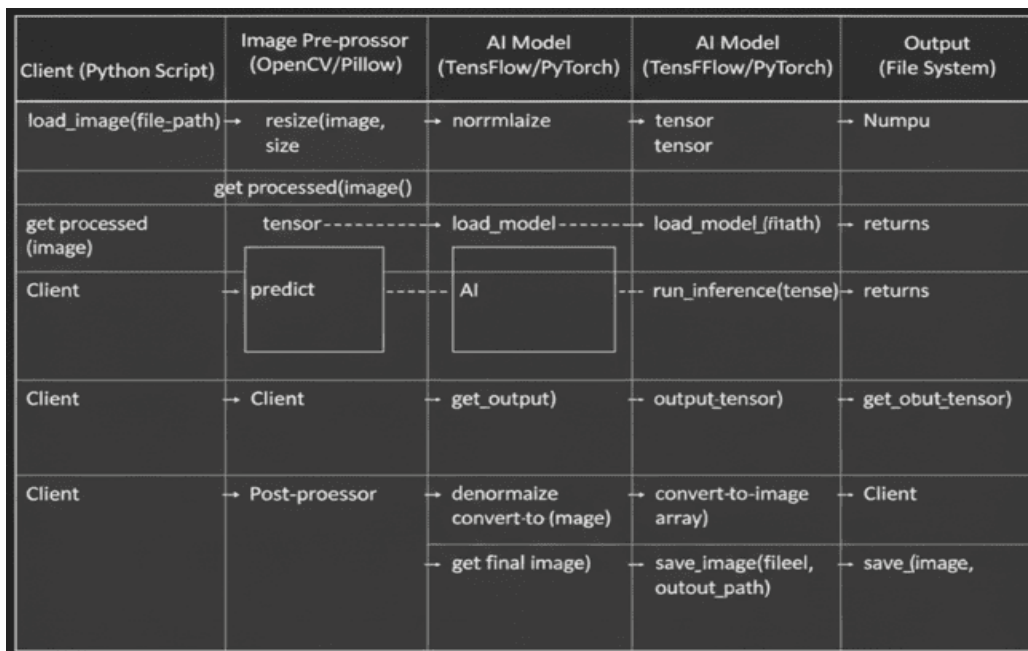 Client (Python Script)
Image Pre-prossor
(OpenCV/Pillow)
AI Model
(TensFlow/PyTorch)
AI Model
(TensFFlow/PyTorch)
Output
(File System)
load_image(file-path)
resize(image,
size
norrmlaize
tensor
tensor
Numpu
get processed(image()
get processed
(image)
tensor
load_model
load_model_(
returns
Client
predict
AI
run_inference(tense)
returns
Client
Client
get_output)
output-tensor)
get_obut-tensor)
Client
Post-proessor
denormaize
convert-to (mage)
convert-to-image
array)
Client
get final image)
save_image(fileel,
outout_path)
save_(image,